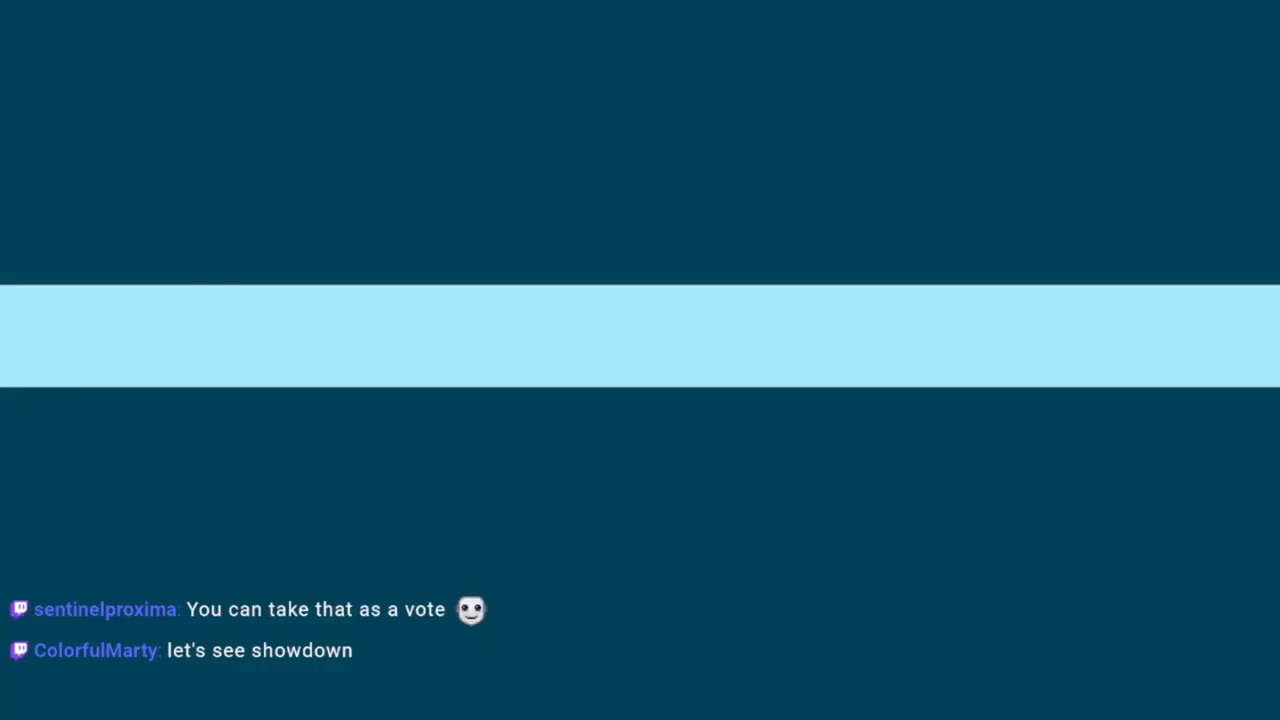 sentinelproxima: You can take that as a vote
ColorfulMarty: let's see showdown